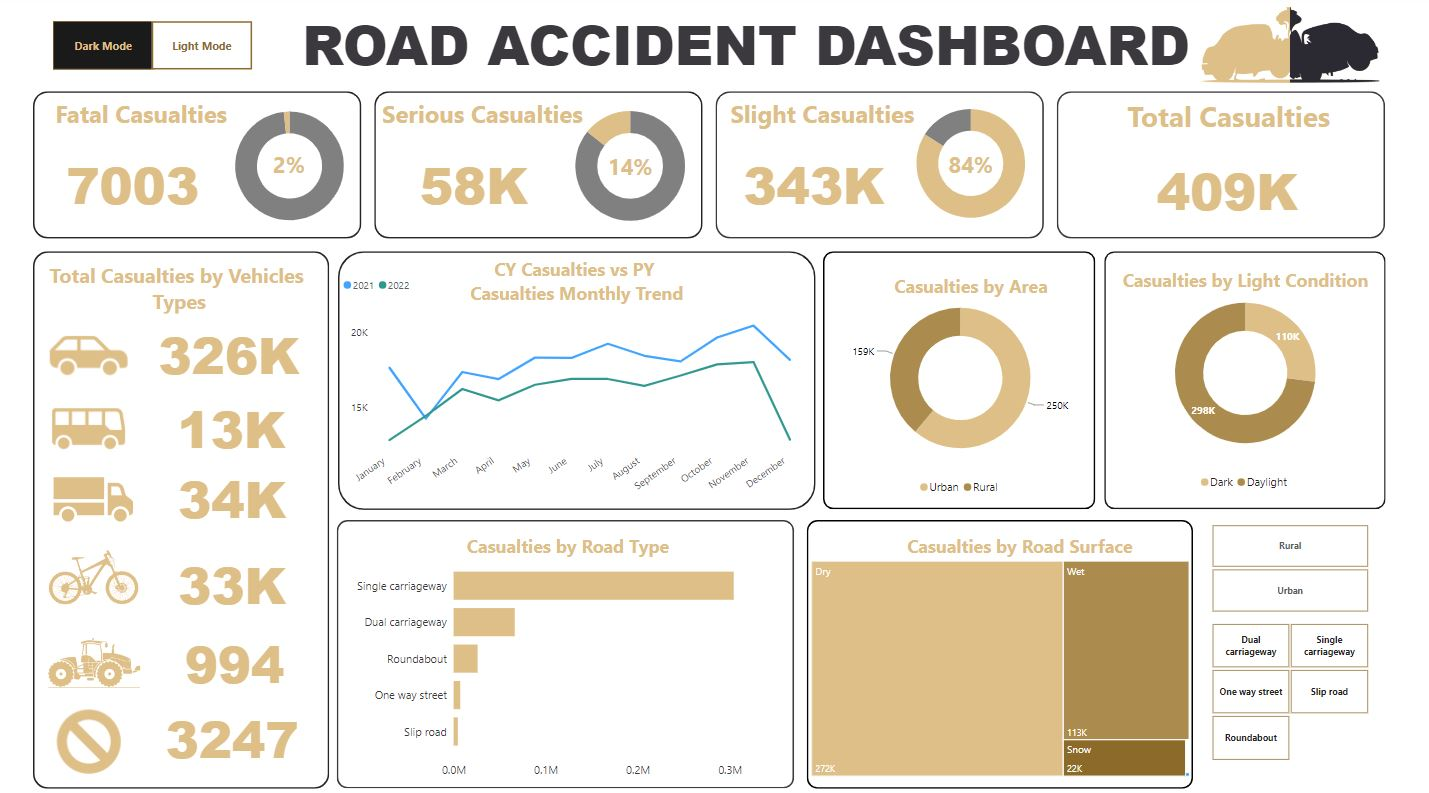 Dark Mode
Light Mode
ROAD ACCIDENT DASHBOARD
Fatal Casualties
7003
2%
Serious Casualties
58K
14%
Slight Casualties
343K
84%
Total Casualties
409K
Total Casualties by Vehicles
Types
326K
13K
34K
33K
994
3247
CY Casualties vs PY
Casualties Monthly Trend
2021
2022
20K
15K
January
February
March
April
May
June
July
August
September
October
November
December
Casualties by Area
159K
250K
Urban
Rural
Casualties by Light Condition
110K
298K
Dark
Daylight
Casualties by Road Type
Single carriageway
Dual carriageway
Roundabout
One way street
Slip road
0.0M
0.1M
0.2M
0.3M
Casualties by Road Surface
Dry
272K
Wet
113K
Snow
22K
Rural
Urban
Dual
carriageway
Single
carriageway
One way street
Slip road
Roundabout